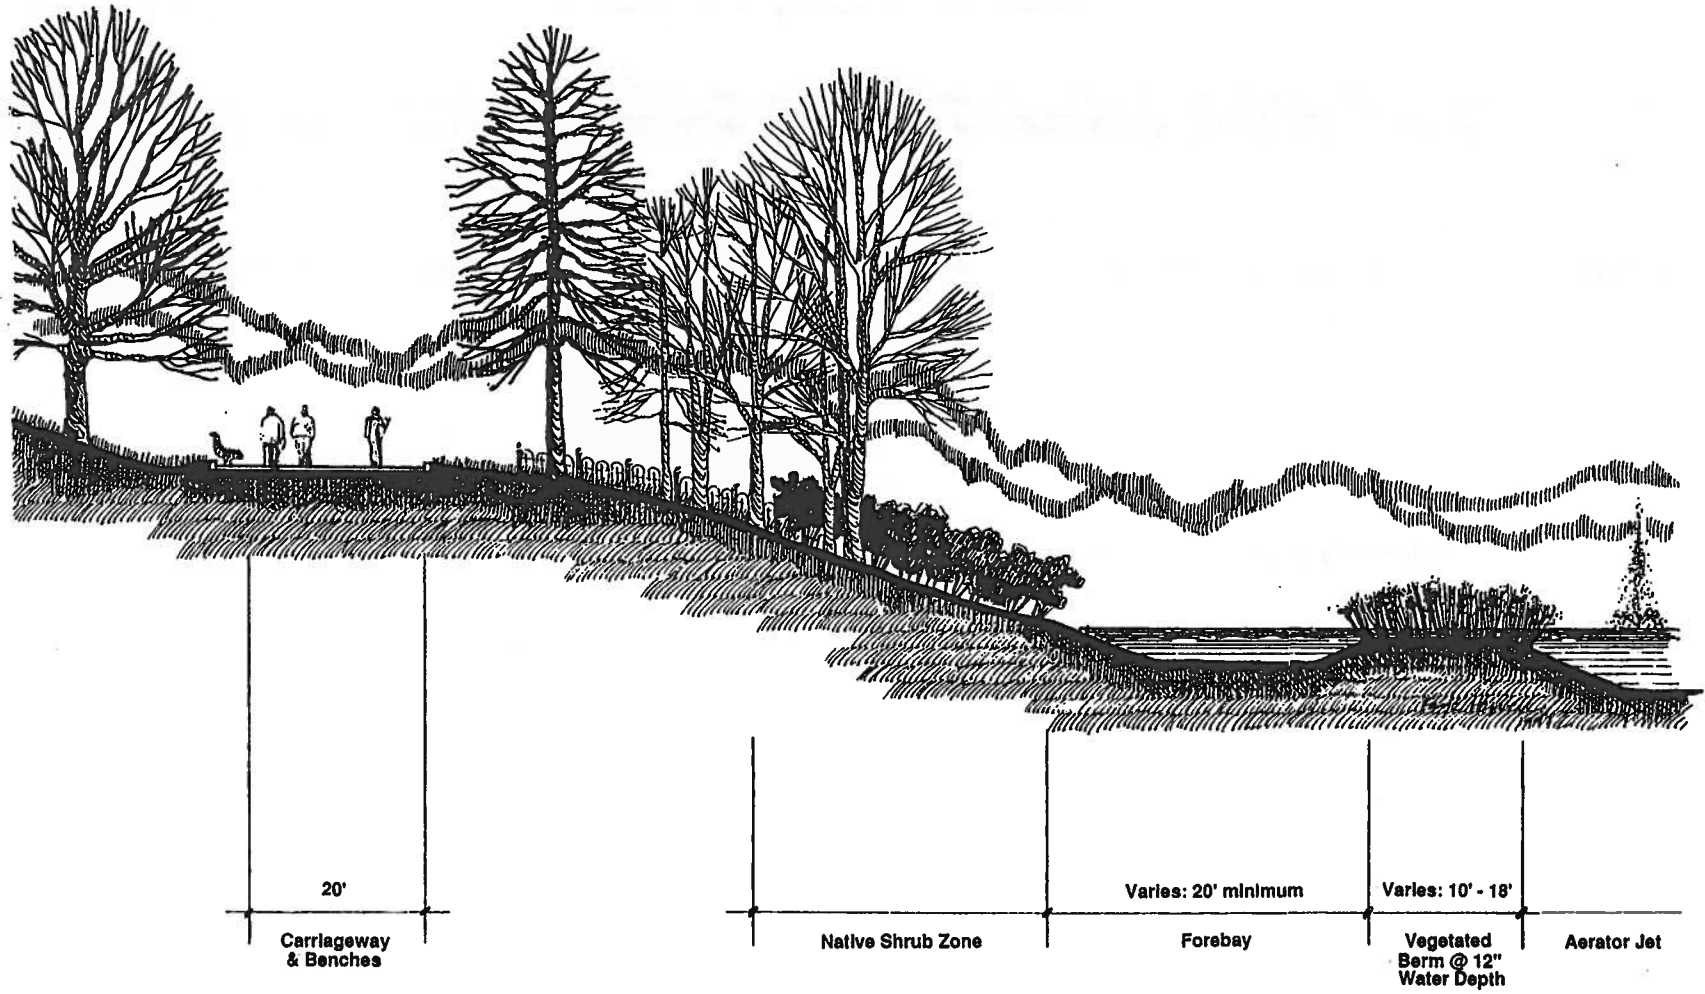 20'
Varies: 20' minimum
Varies: 10' - 18'
Carriageway
& Benches
Native Shrub Zone
Forebay
Vegetated
Berm @ 12"
Water Depth
Aerator Jet